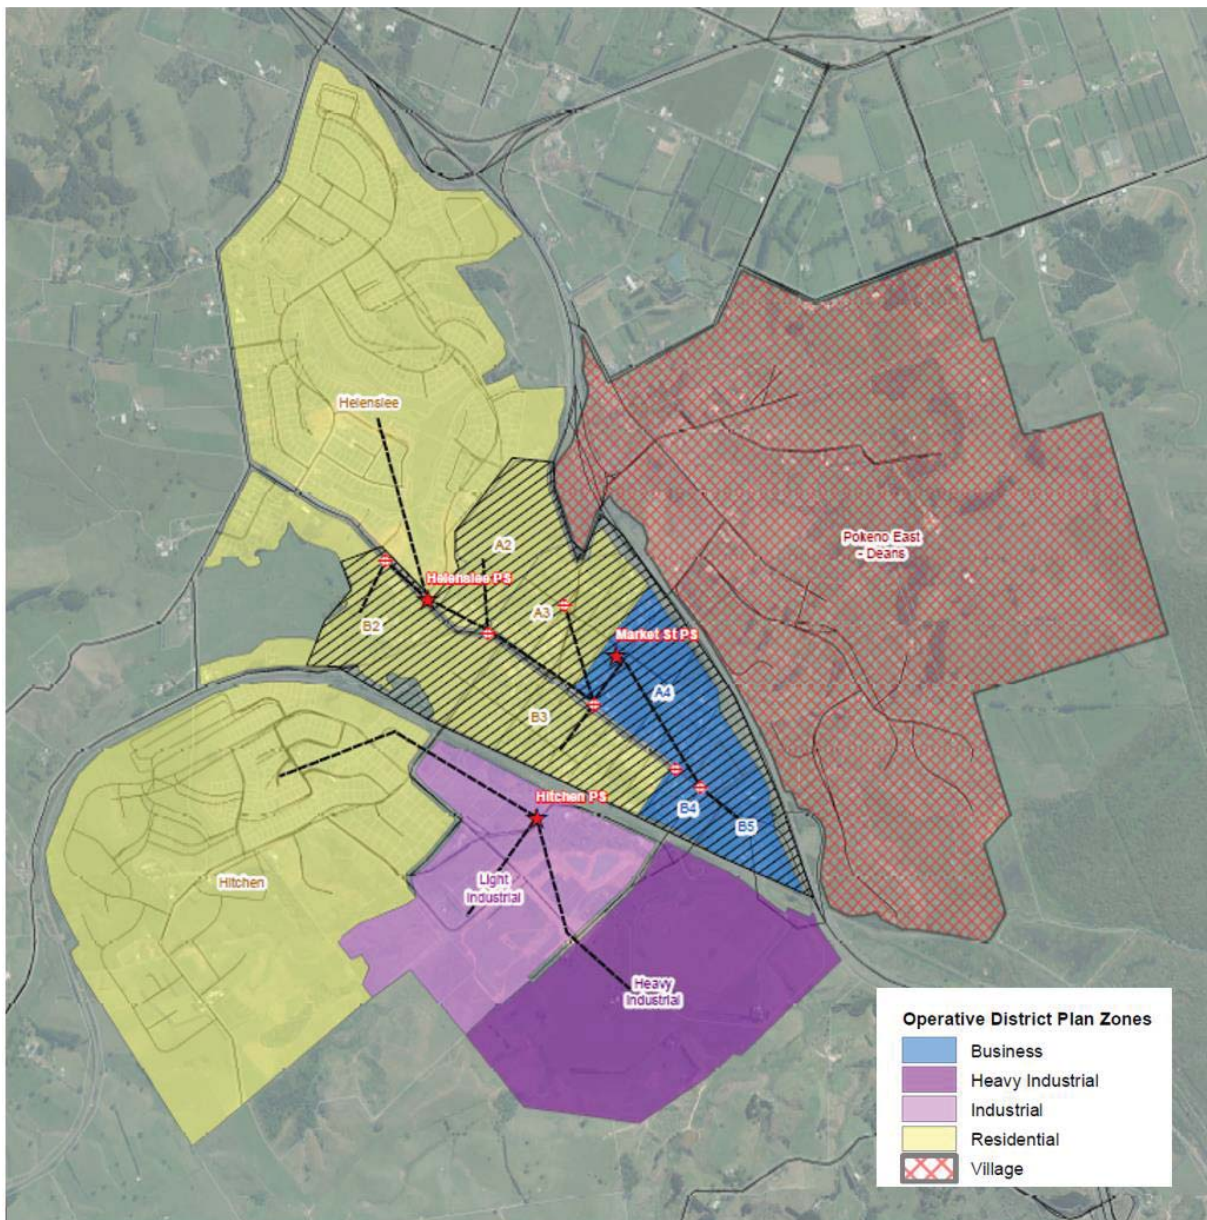 Helenslee
A2
Pokeno East
- Deans
Helenslee PS
A3
B2
Market St PS
A4
B3
Hitchen PS
B4
B5
Light
Industrial
Hitchen
Heavy
Industrial
Operative District Plan Zones
Business
Heavy Industrial
Industrial
Residential
Village